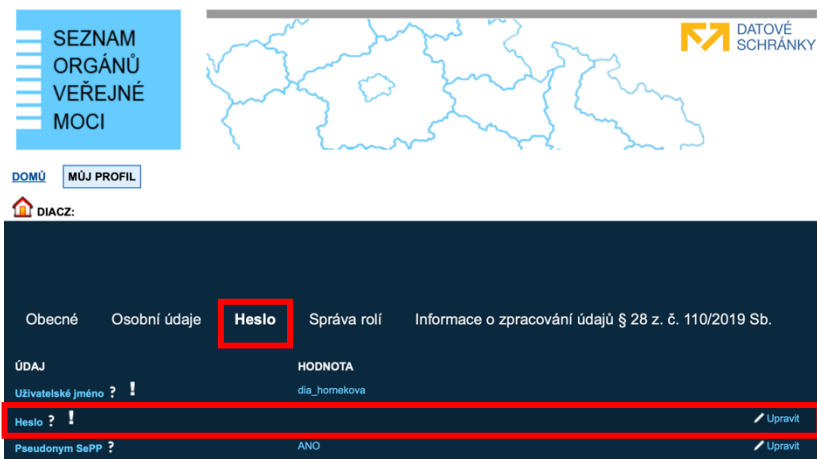 SEZNAM
ORGÁNŮ
VEŘEJNÉ
MOCI
DATOVÉ
SCHRÁNKY
DOMŮ MŮJ PROFIL
DIACZ:
Obecné Osobní údaje Heslo Správa rolí Informace o zpracování údajů § 28 z. č. 110/2019 Sb.
ÚDAJ HODNOTA
Uživatelské jméno ? ! dia_hornekova
Heslo ? ! Upravit
Pseudonym SePP ? ANO Upravit